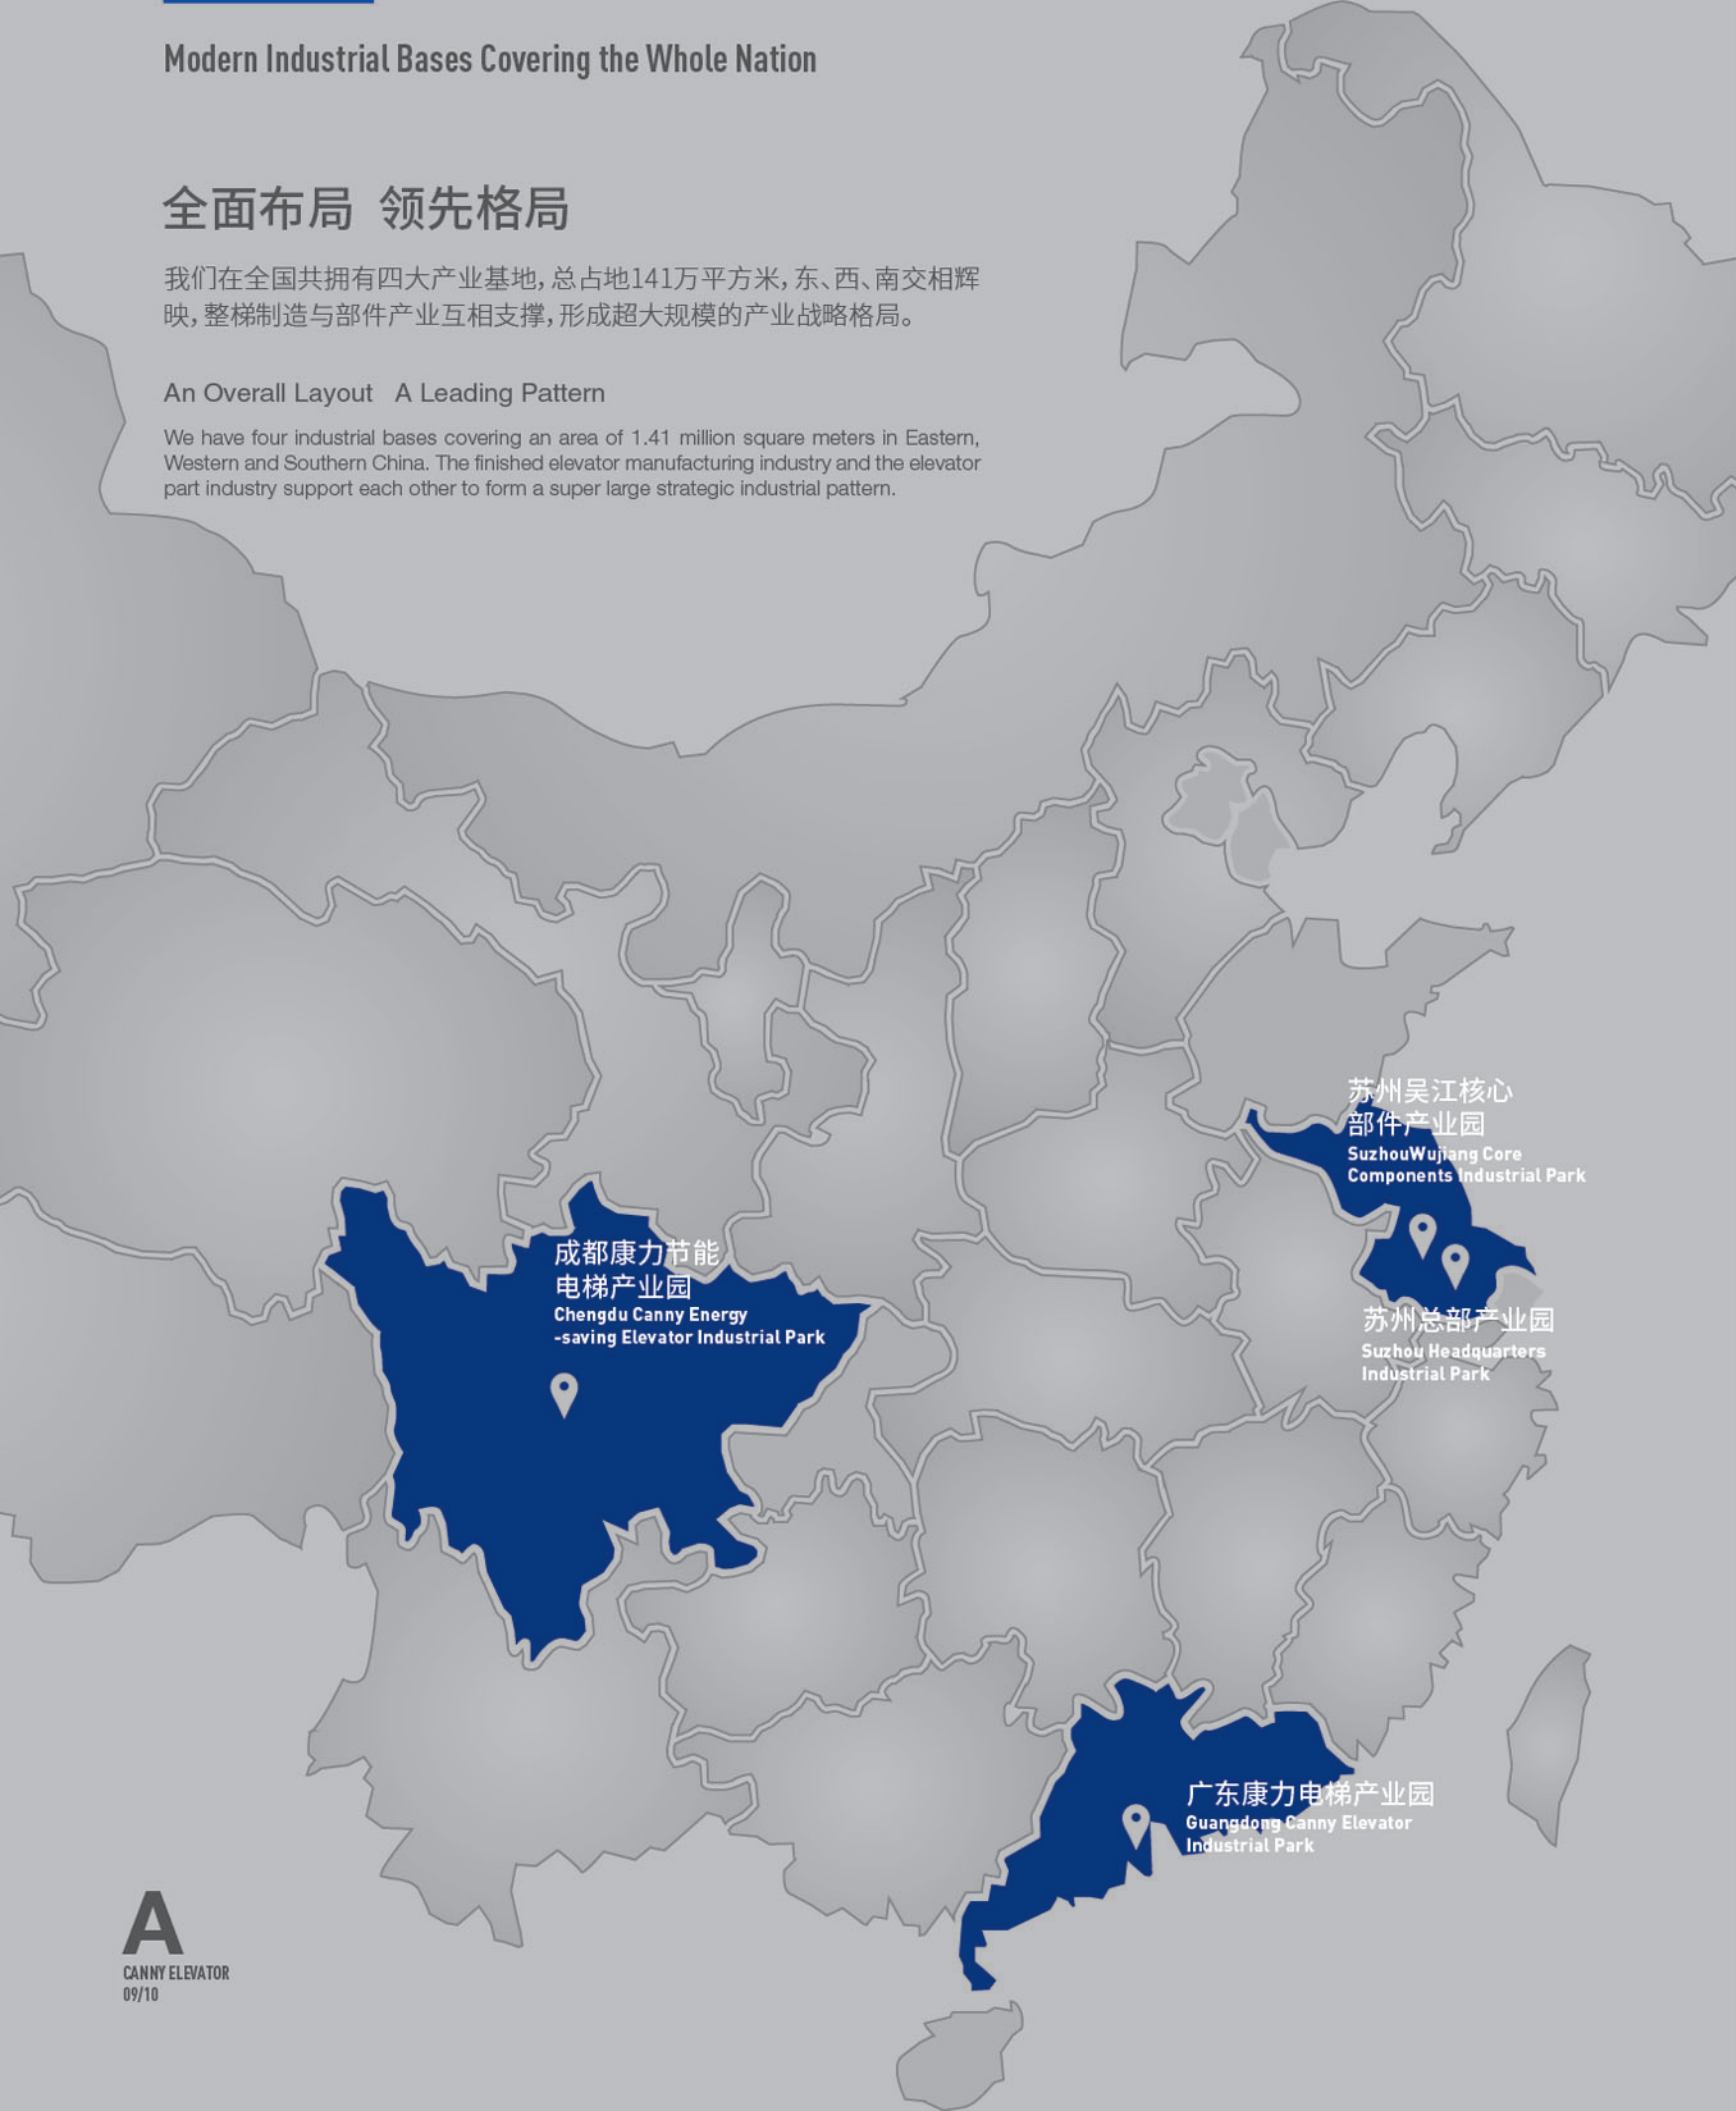 Modern Industrial Bases Covering the Whole Nation
全面布局 领先格局
我们在全国共拥有四大产业基地，总占地141万平方米，东、西、南交相辉
映，整梯制造与部件产业互相支撑，形成超大规模的产业战略格局。
An Overall Layout A Leading Pattern
We have four industrial bases covering an area of 1.41 million square meters in Eastern,
Western and Southern China. The finished elevator manufacturing industry and the elevator
part industry support each other to form a super large strategic industrial pattern.
苏州吴江核心
部件产业园
SuzhouWujiang Core
Components Industrial Park
成都康力节能
电梯产业园
Chengdu Canny Energy
-saving Elevator Industrial Park
苏州总部产业园
Suzhou Headquarters
Industrial Park
广东康力电梯产业园
Guangdong Canny Elevator
Industrial Park
A
CANNY ELEVATOR
09/10